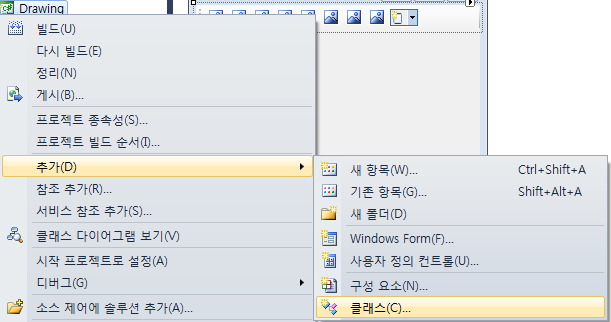 Drawing
빌드(U)
다시 빌드(E)
정리(N)
게시(B)...
프로젝트 종속성(S)...
프로젝트 빌드 순서(I)...
추가(D)
참조 추가(R)...
서비스 참조 추가(S)...
클래스 다이어그램 보기(V)
시작 프로젝트로 설정(A)
디버그(G)
소스 제어에 솔루션 추가(A)...
새 항목(W)... Ctrl+Shift+A
기존 항목(G)... Shift+Alt+A
새 폴더(D)
Windows Form(F)...
사용자 정의 컨트롤(U)...
구성 요소(N)...
클래스(C)...